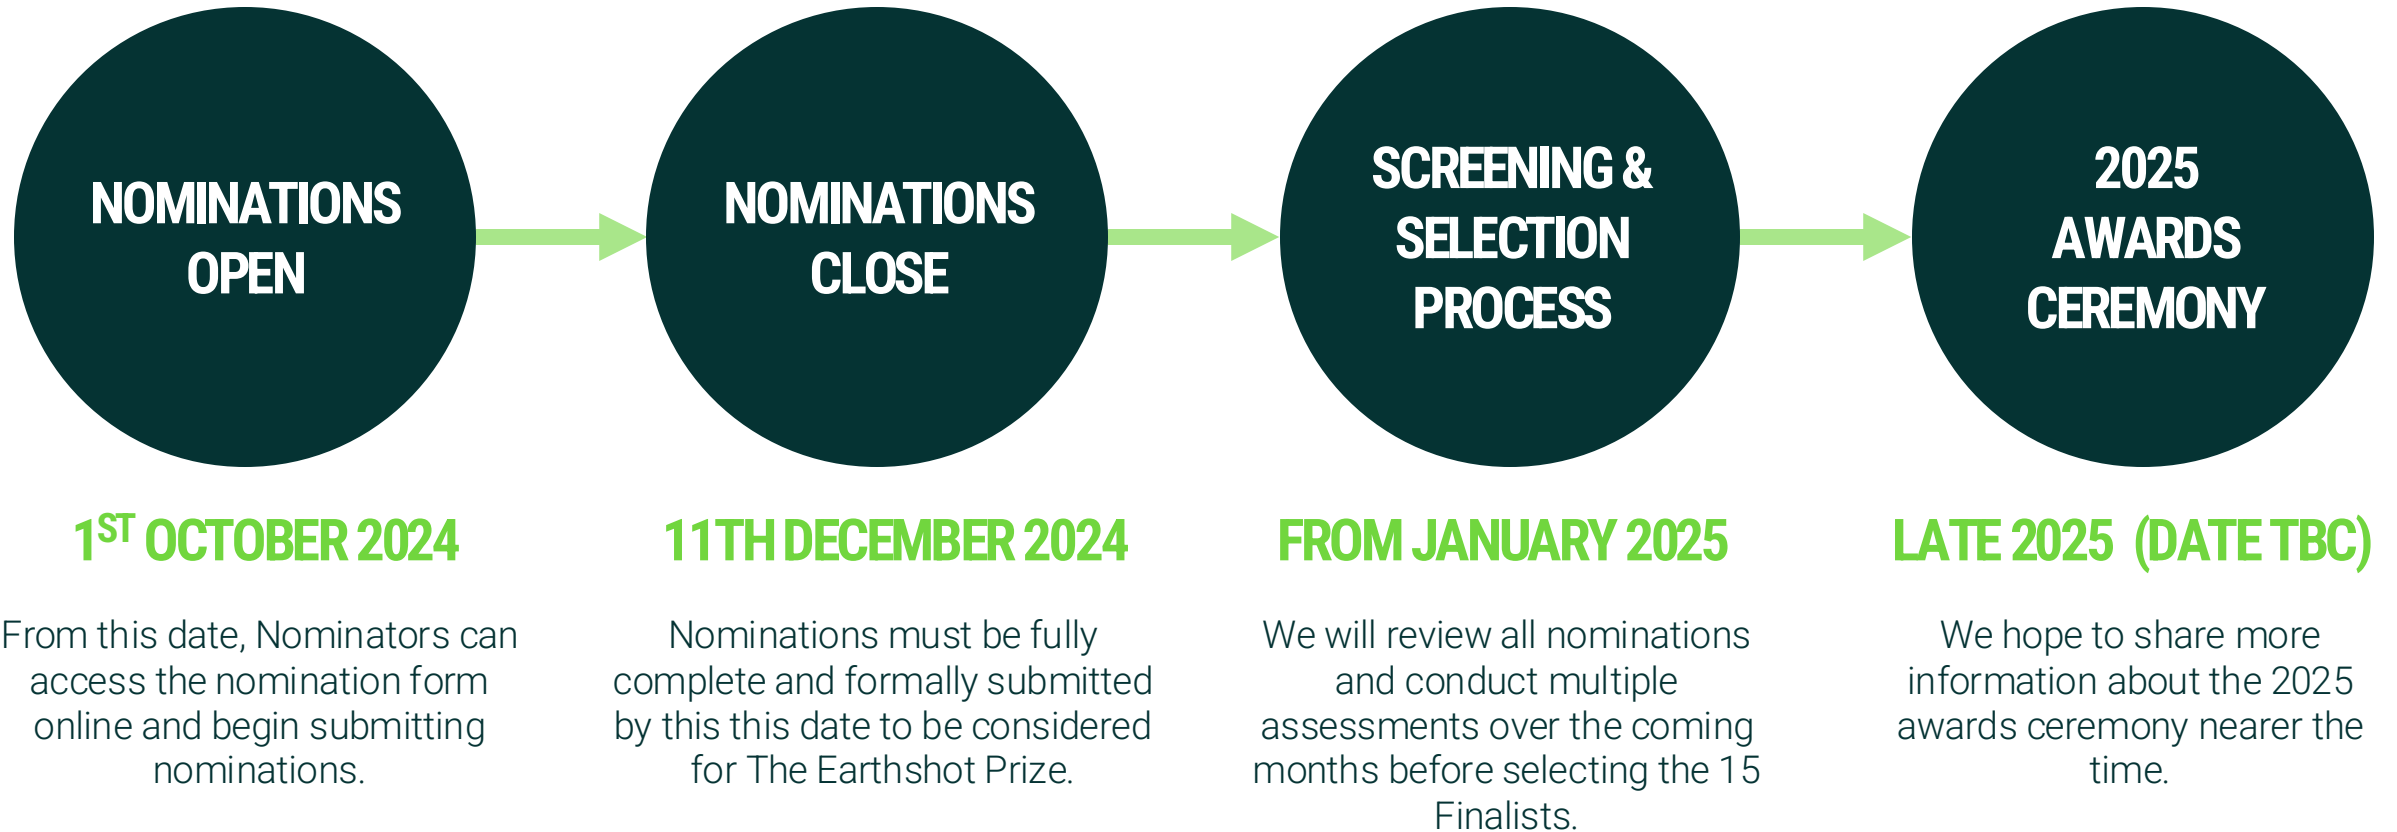 NOMINATIONS
OPEN
NOMINATIONS
CLOSE
SCREENING &
SELECTION
PROCESS
2025
AWARDS
CEREMONY
1ST OCTOBER 2024
From this date, Nominators can
access the nomination form
online and begin submitting
nominations.
11TH DECEMBER 2024
Nominations must be fully
complete and formally submitted
by this this date to be considered
for The Earthshot Prize.
FROM JANUARY 2025
We will review all nominations
and conduct multiple
assessments over the coming
months before selecting the 15
Finalists.
LATE 2025 (DATE TBC)
We hope to share more
information about the 2025
awards ceremony nearer the
time.